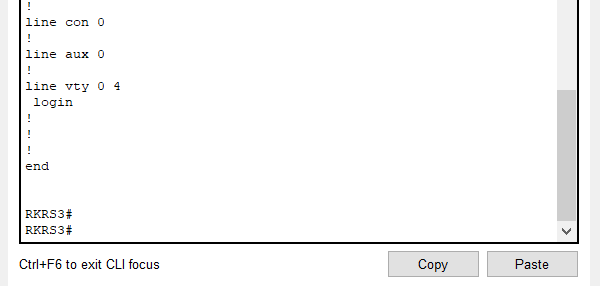 !
line con 0
!
line aux 0
!
line vty 0 4
 login
!
!
!
end
RKRS3#
RKRS3#
Ctrl+F6 to exit CLI focus
Copy
Paste